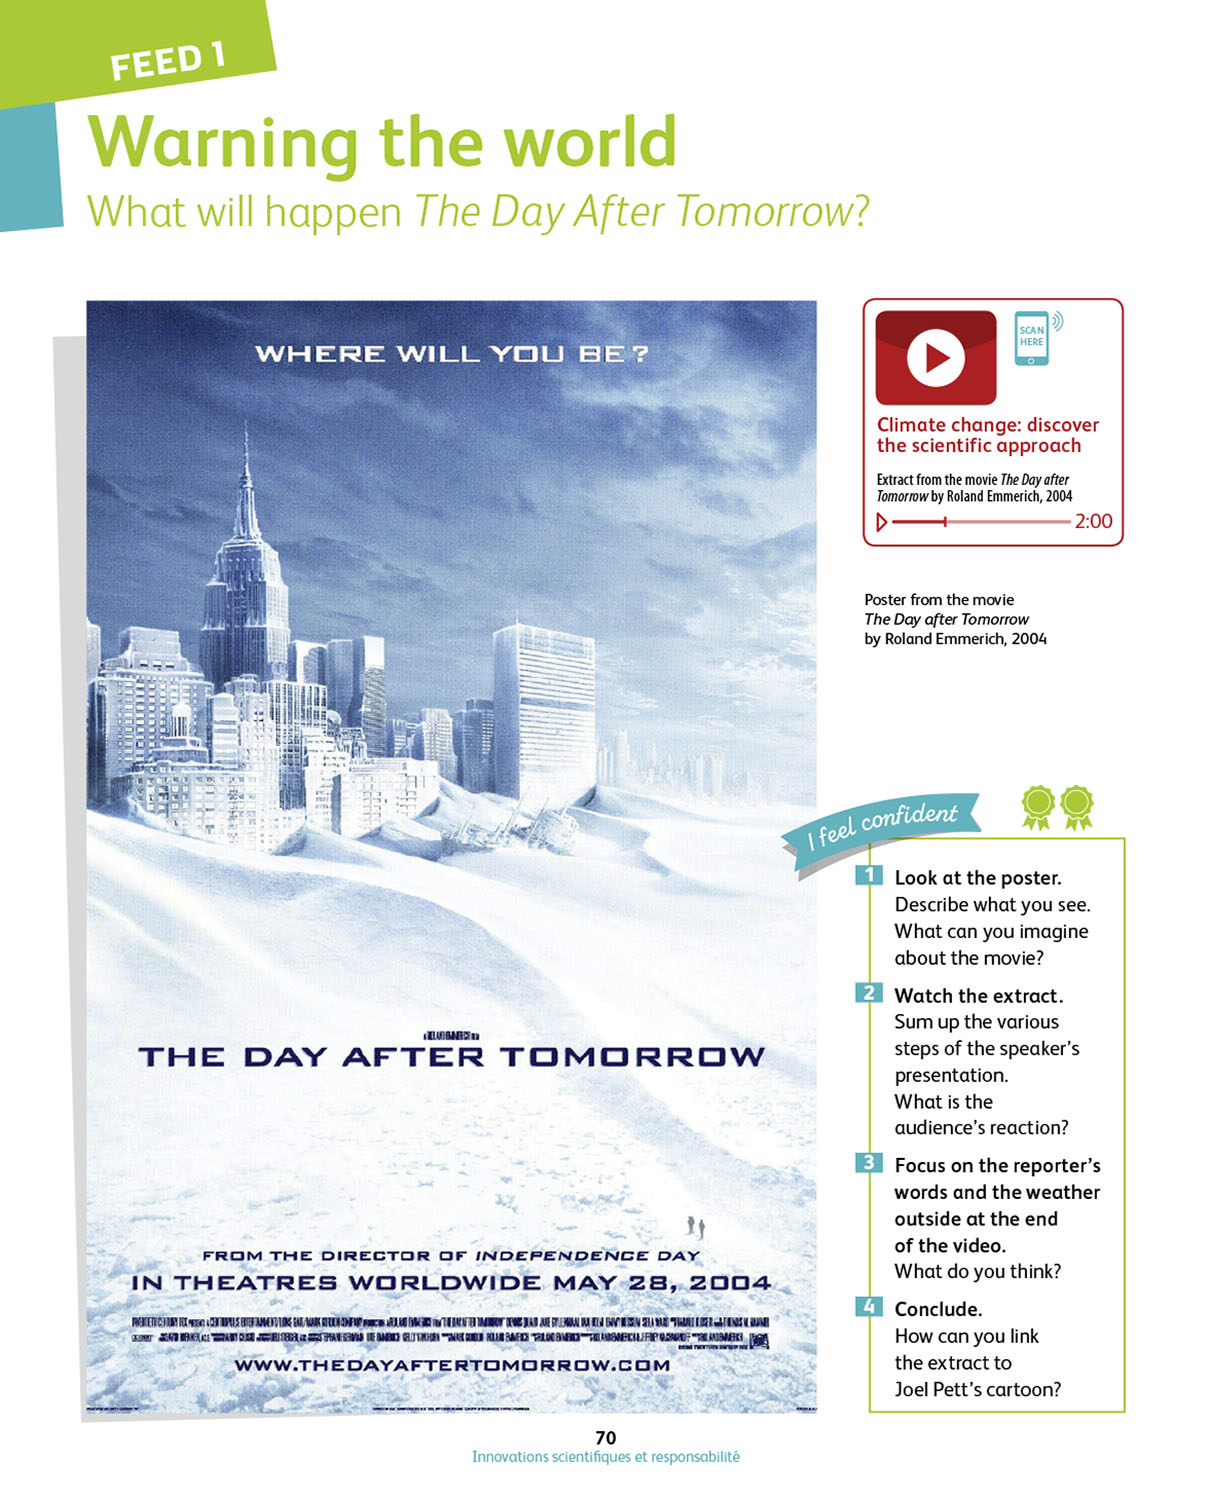 FEED 1
Warning the world
What will happen The Day After Tomorrow?
WHERE WILL YOU BE?
THE DAY AFTER TOMORROW
FROM THE DIRECTOR OF INDEPENDENCE DAY
IN THEATRES WORLDWIDE MAY 28, 2004
WWW.THEDAYAFTERTOMORROW.COM
SCAN
HERE
Climate change: discover
the scientific approach
Extract from the movie The Day after
Tomorrow by Roland Emmerich, 2004
2:00
Poster from the movie
The Day after Tomorrow
by Roland Emmerich, 2004
I feel confident
1 Look at the poster.
Describe what you see.
What can you imagine
about the movie?
2 Watch the extract.
Sum up the various
steps of the speaker's
presentation.
What is the
audience's reaction?
3 Focus on the reporter's
words and the weather
outside at the end
of the video.
What do you think?
4 Conclude.
How can you link
the extract to
Joel Pett's cartoon?
70
Innovations scientifiques et responsabilité